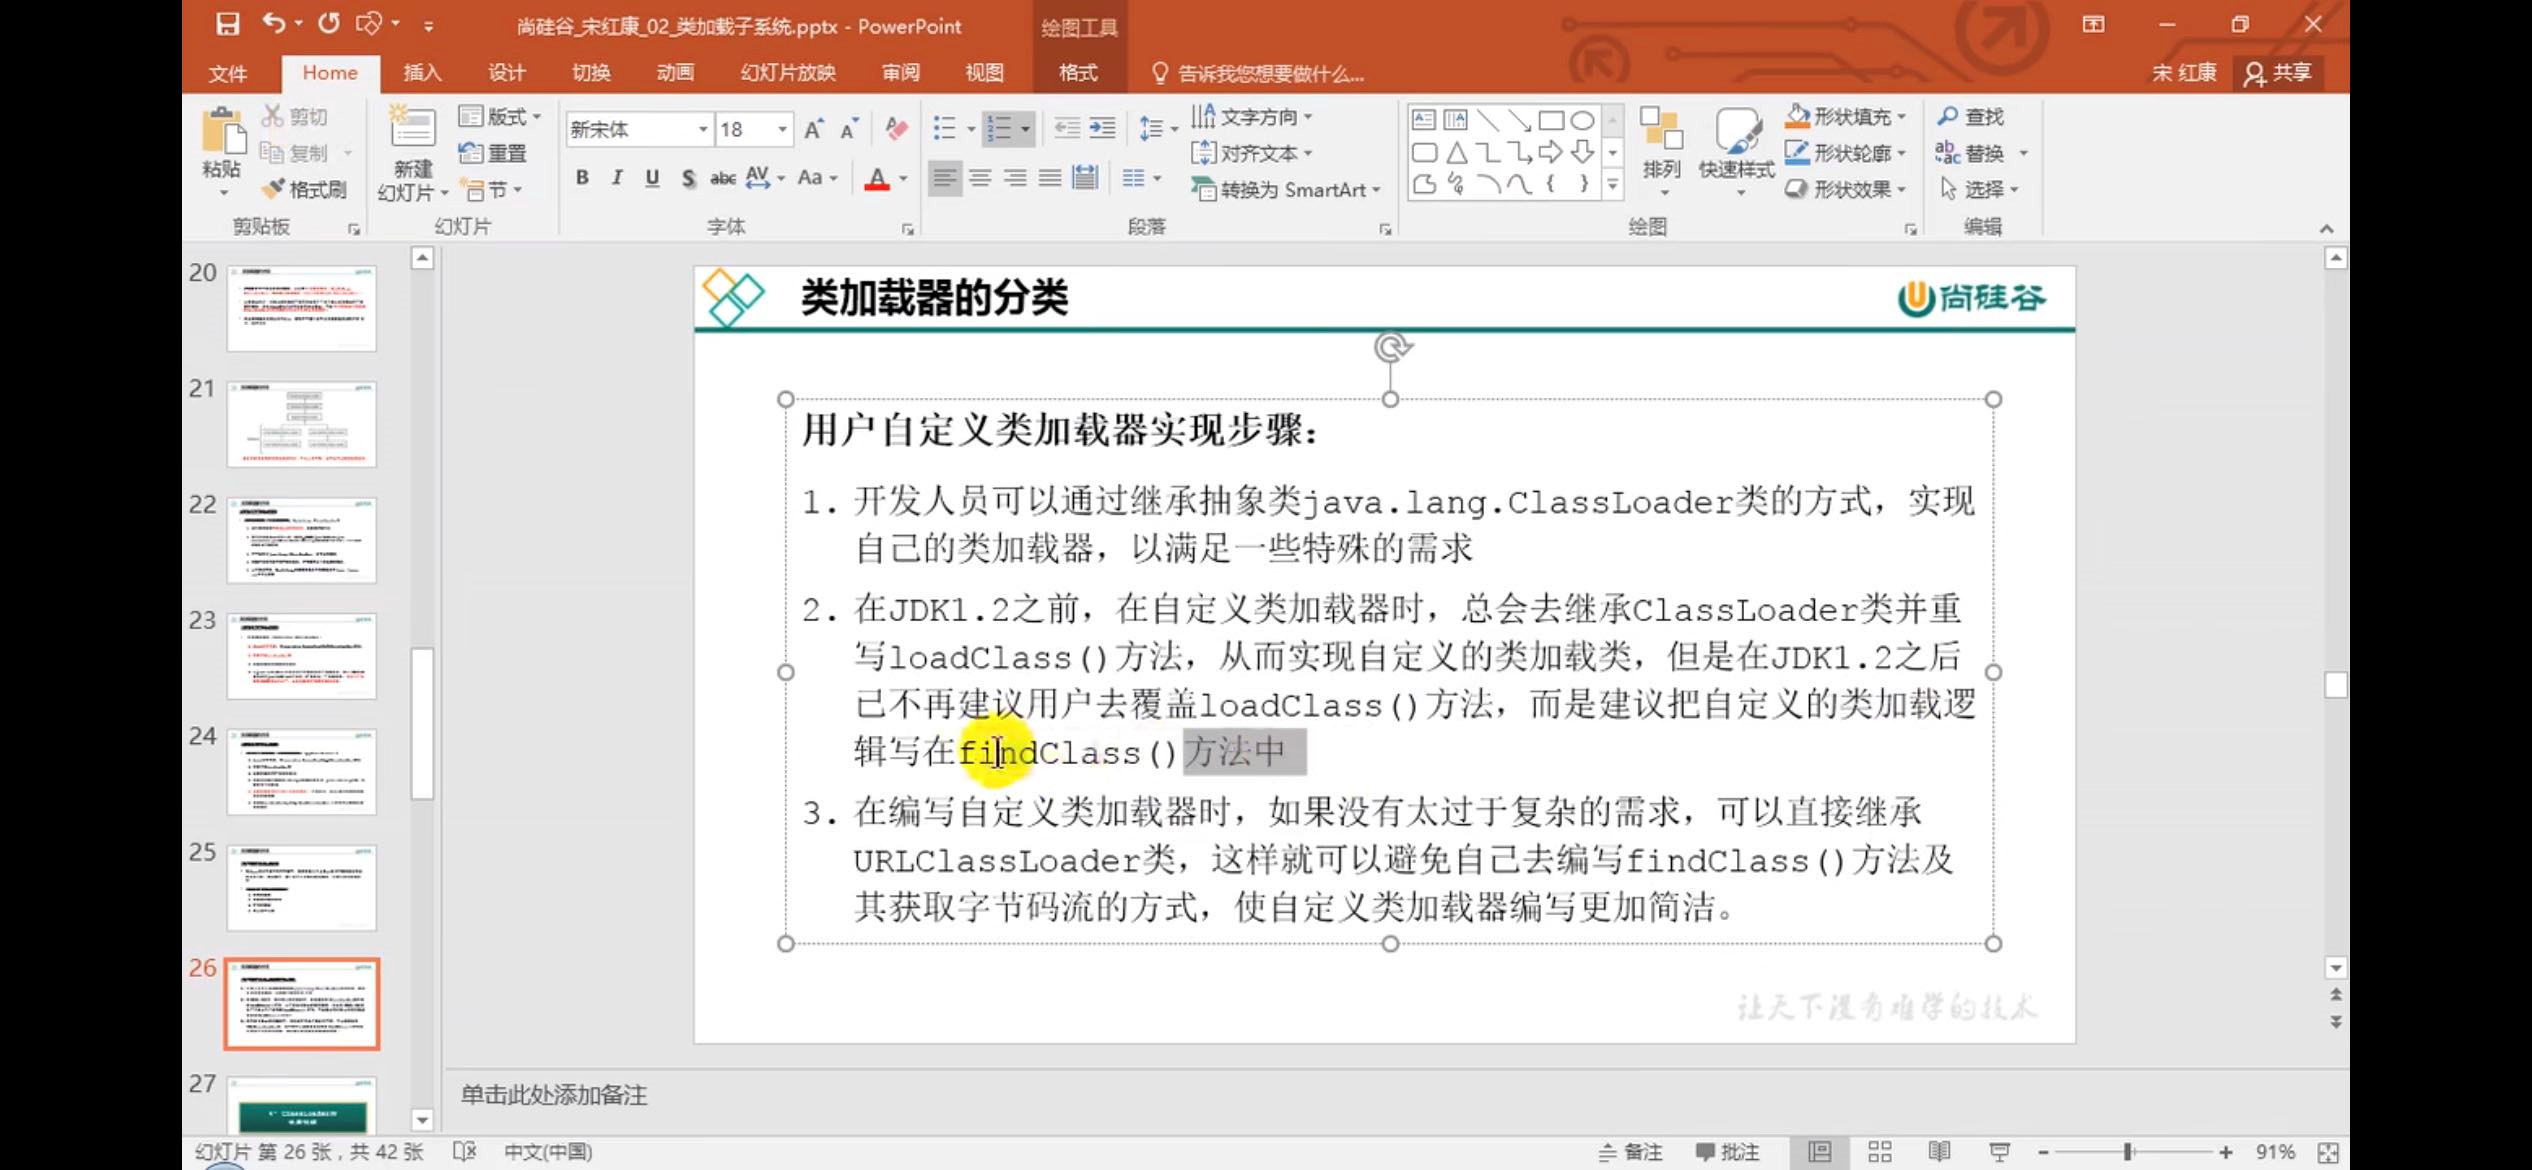 尚硅谷_宋红康_02_类加载子系统.pptx - PowerPoint
绘图工具
文件
Home
插入
设计
切换
动画
幻灯片放映
审阅
视图
格式
告诉我您想要做什么...
宋 红康
共享
粘贴
剪切
复制
格式刷
剪贴板
新建
幻灯片
版式
重置
节
幻灯片
新宋体
18
B I U S abc AV Aa A
字体
文字方向
对齐文本
转换为 SmartArt
段落
排列
快速样式
形状填充
形状轮廓
形状效果
绘图
查找
替换
选择
编辑
20
21
22
23
24
25
26
27
类加载器的分类
尚硅谷
用户自定义类加载器实现步骤：
1. 开发人员可以通过继承抽象类java.lang.ClassLoader类的方式，实现
自己的类加载器，以满足一些特殊的需求
2. 在JDK1.2之前，在自定义类加载器时，总会去继承ClassLoader类并重
写loadClass()方法，从而实现自定义的类加载类，但是在JDK1.2之后
已不再建议用户去覆盖loadClass()方法，而是建议把自定义的类加载逻
辑写在findClass()方法中
3. 在编写自定义类加载器时，如果没有太过于复杂的需求，可以直接继承
URLClassLoader类，这样就可以避免自己去编写findClass()方法及
其获取字节码流的方式，使自定义类加载器编写更加简洁。
让天下没有难学的技术
单击此处添加备注
幻灯片 第 26 张，共 42 张
中文(中国)
备注
批注
91%